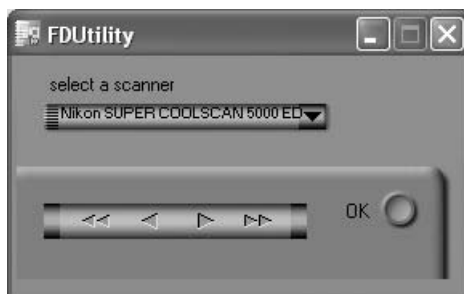 FDUtility
select a scanner
Nikon SUPER COOLSCAN 5000 ED
OK